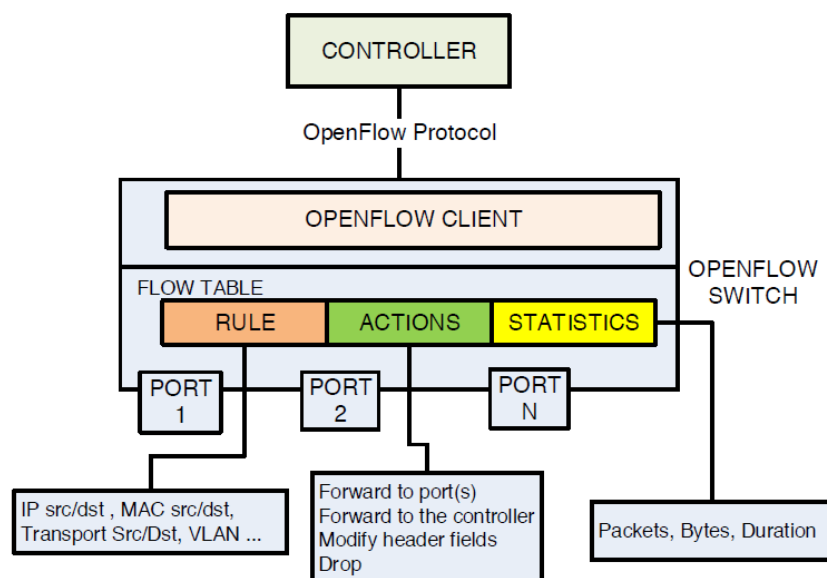 CONTROLLER
OpenFlow Protocol
OPENFLOW CLIENT
OPENFLOW
SWITCH
FLOW TABLE
RULE
ACTIONS
STATISTICS
PORT
1
PORT
2
PORT
N
IP src/dst , MAC src/dst,
Transport Src/Dst, VLAN ...
Forward to port(s)
Forward to the controller
Modify header fields
Drop
Packets, Bytes, Duration